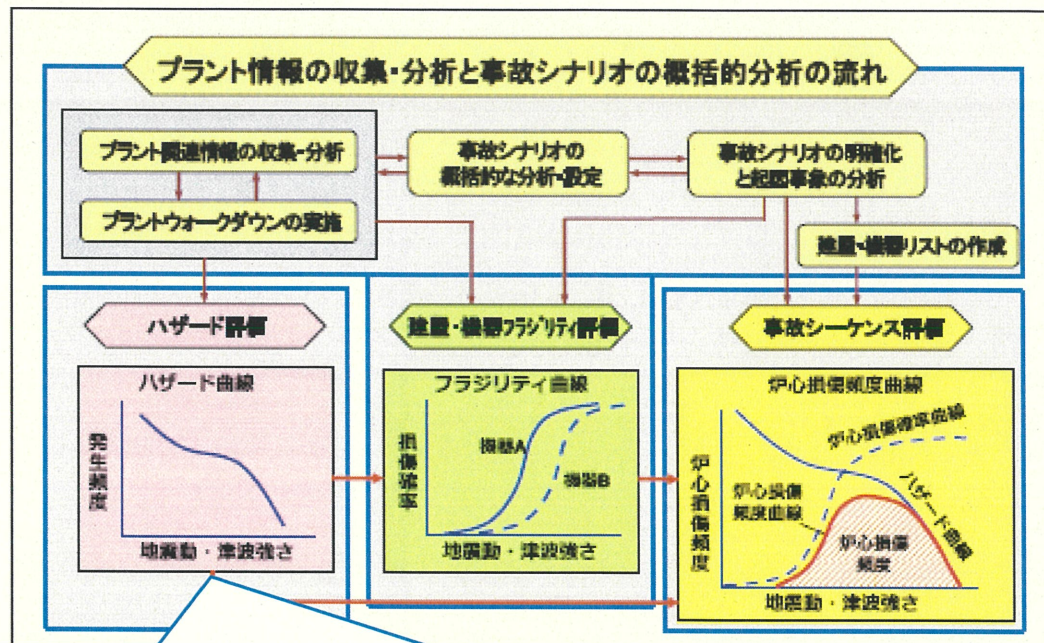 プラント情報の収集・分析と事故シナリオの概括的分析の流れ
プラント関連情報の収集・分析
事故シナリオの
概括的な分析・設定
事故シナリオの明確化
と起因事象の分析
プラントウォークダウンの実施
建屋・機器リストの作成
ハザード評価
建屋・機器フラジリティ評価
事故シーケンス評価
ハザード曲線
発生頻度
地震動・津波強さ
フラジリティ曲線
損傷確率
機器A
機器B
地震動・津波強さ
炉心損傷頻度曲線
炉心損傷頻度
炉心損傷確率曲線
炉心損傷
頻度曲線
ハザード曲線
炉心損傷
頻度
地震動・津波強さ